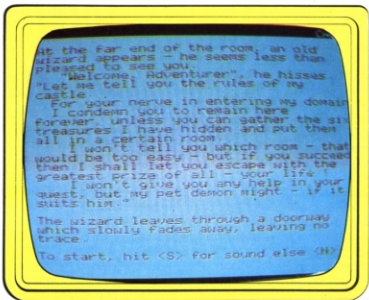 At the far end of the room, an old
wizard appears - he seems less than
pleased to see you.
"Welcome, Adventurer", he hisses
"Let me tell you the rules of my
castle
For your nerve in entering my domain
I condemn you to remain here
forever, unless you can gather the six
treasures I have hidden and put them
all in a certain room.
I won't tell you which room - that
would be too easy - but if you succeed
then I shall let you escape with the
greatest prize of all - your life
I won't give you any help in your
quest, but my pet demon might - if it
suits him."
The wizard leaves through a doorway
which slowly fades away, leaving no
trace.
To start, hit <S> for sound else <N>